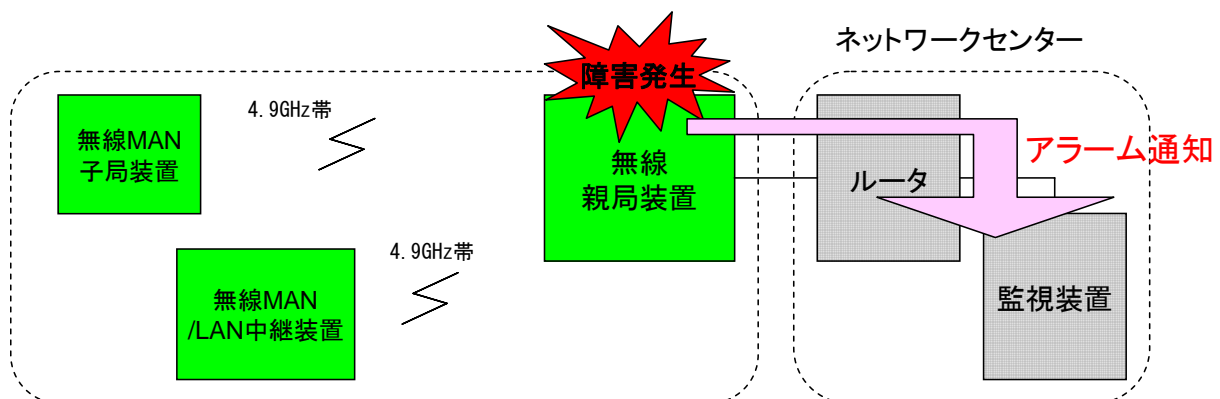 ネットワークセンター
障害発生
4.9GHz帯
無線MAN
子局装置
無線
親局装置
ルータ
アラーム通知
4.9GHz帯
無線MAN
/LAN中継装置
監視装置